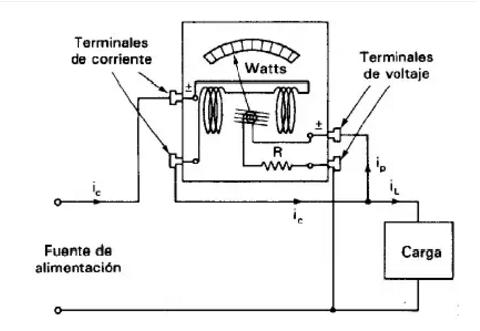 Terminales
de corriente
Watts
Terminales
de voltaje
±
±
R
i_p
i_c
i_c
i_L
Fuente de
alimentación
Carga